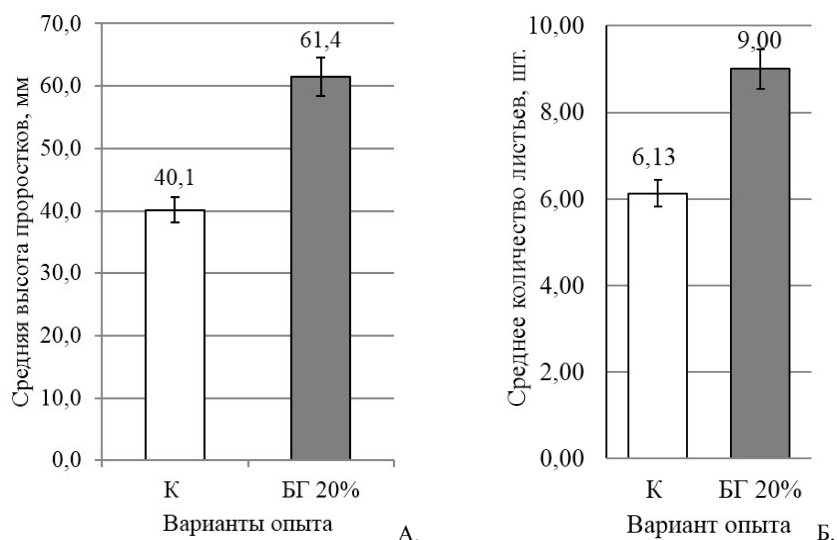 Средняя высота проростков, мм
70,0
60,0
50,0
40,0
30,0
20,0
10,0
0,0
40,1
61,4
К
БГ 20%
Варианты опыта
А.
Среднее количество листьев, шт.
10,00
8,00
6,00
4,00
2,00
0,00
6,13
9,00
К
БГ 20%
Вариант опыта
Б.